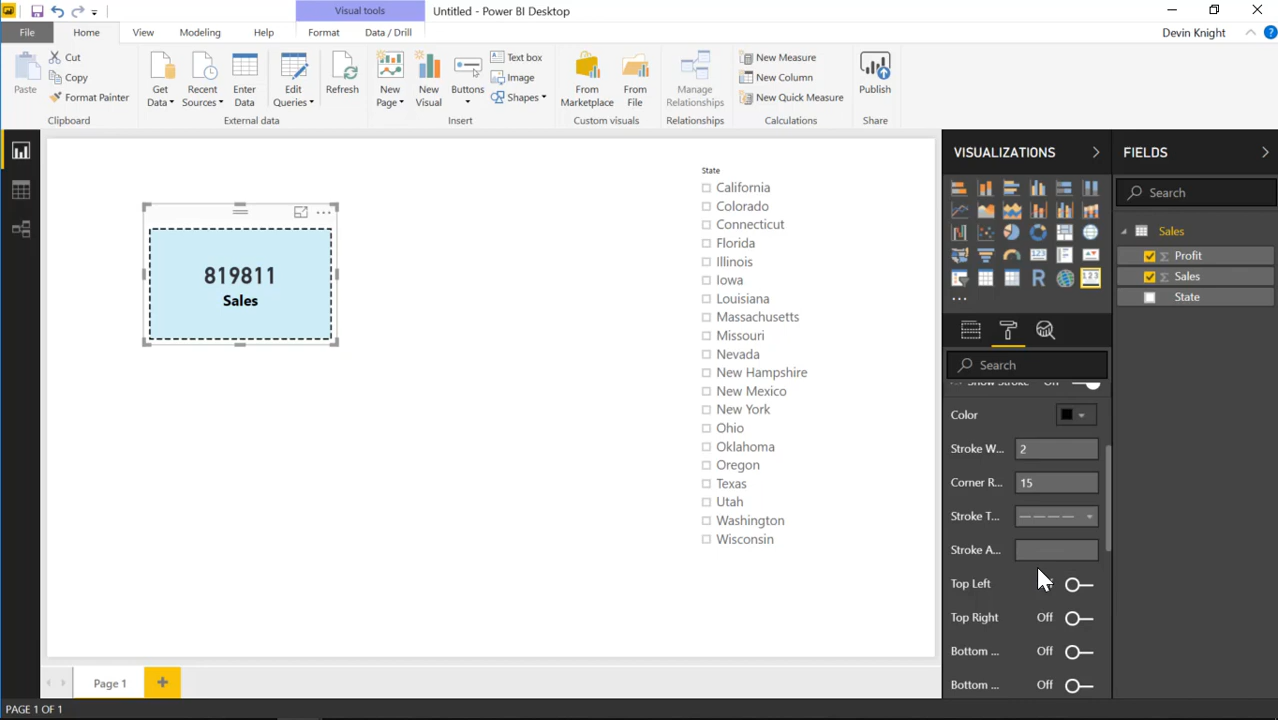 Visual tools
Untitled - Power BI Desktop
File
Home
View
Modeling
Help
Format
Data / Drill
Devin Knight
?
Paste
Cut
Copy
Format Painter
Clipboard
Get Data
Recent Sources
Enter Data
Edit Queries
External data
Refresh
New Page
New Visual
Buttons
Text box
Image
Shapes
Insert
From Marketplace
From File
Custom visuals
Manage Relationships
Relationships
New Measure
New Column
New Quick Measure
Calculations
Publish
Share
819811
Sales
State
California
Colorado
Connecticut
Florida
Illinois
Iowa
Louisiana
Massachusetts
Missouri
Nevada
New Hampshire
New Mexico
New York
Ohio
Oklahoma
Oregon
Texas
Utah
Washington
Wisconsin
VISUALIZATIONS
R
123
Search
Show Stroke
Color
Stroke W... 2
Corner R... 15
Stroke T...
Stroke A...
Top Left
Top Right Off
Bottom ... Off
Bottom ... Off
FIELDS
Search
Sales
Σ Profit
Σ Sales
State
Page 1
PAGE 1 OF 1